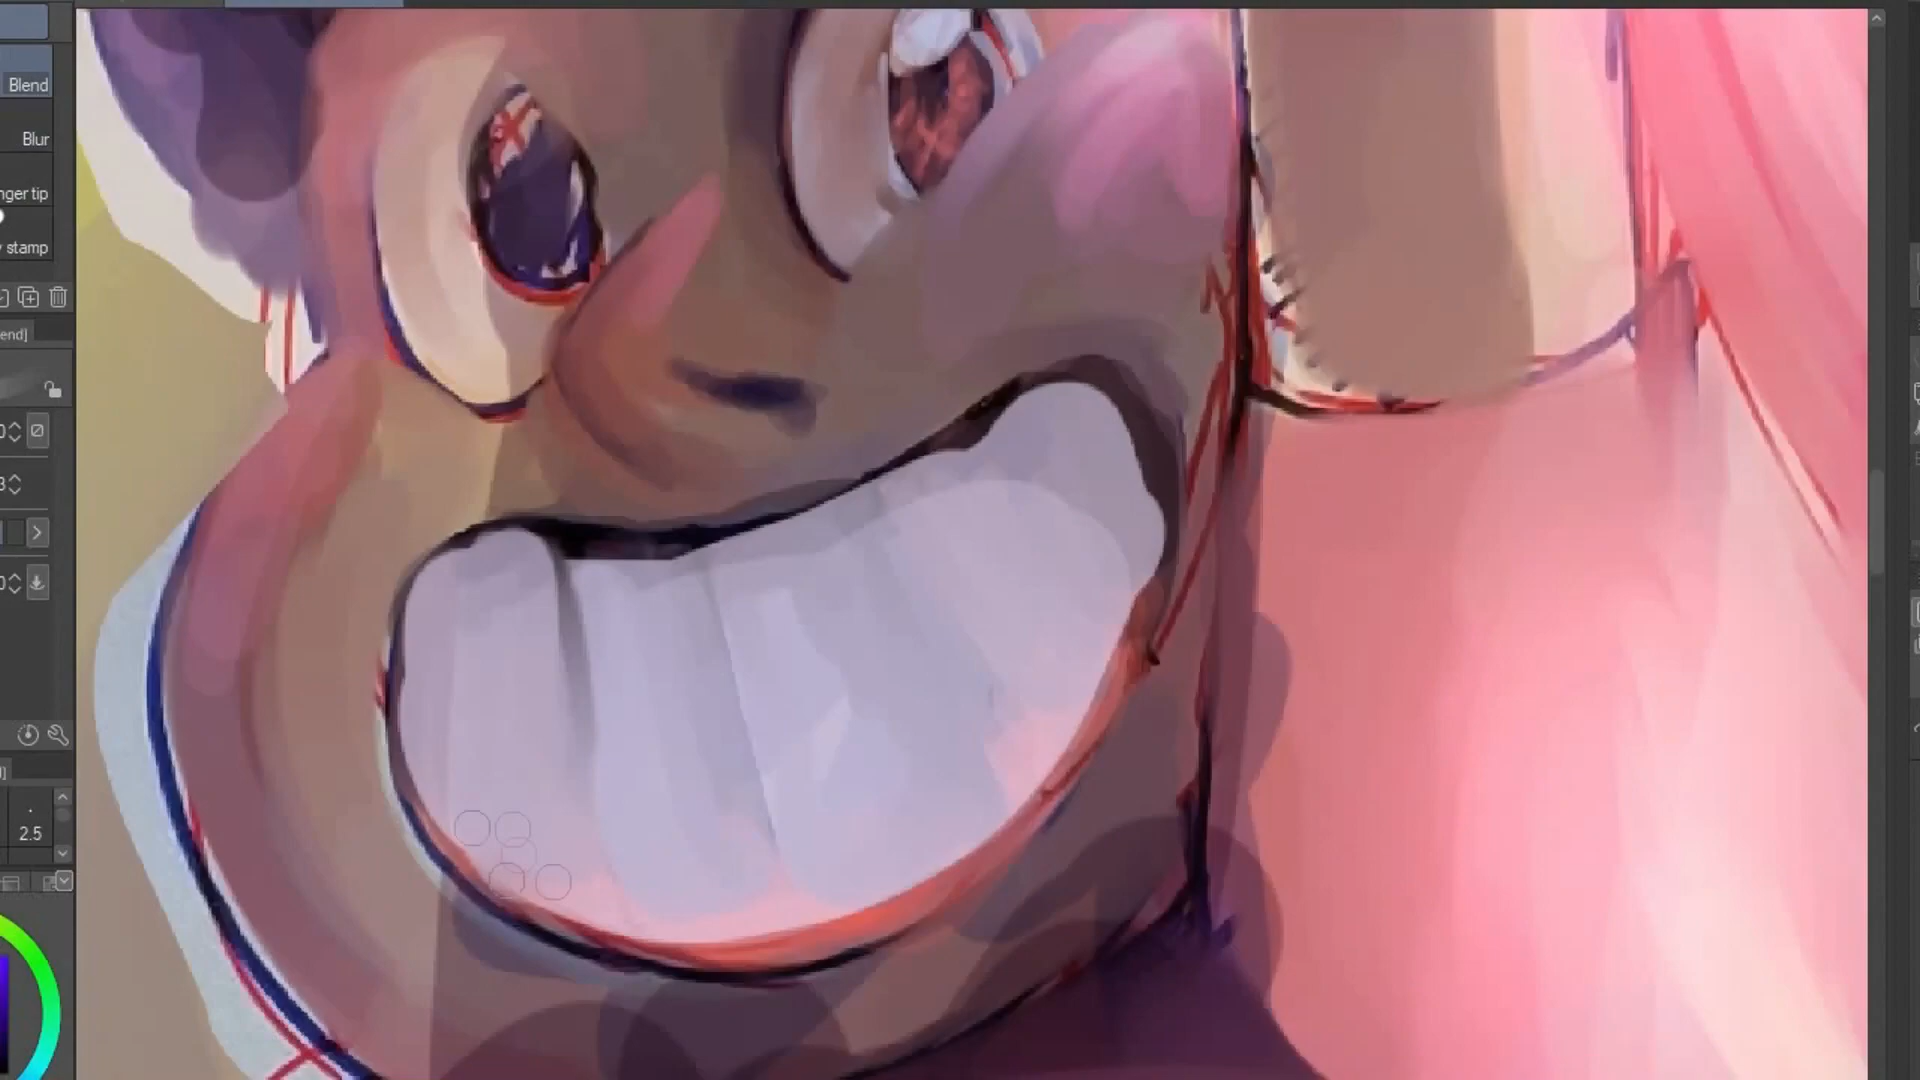 Blend
Blur
nger tip
y stamp
end]
2.5